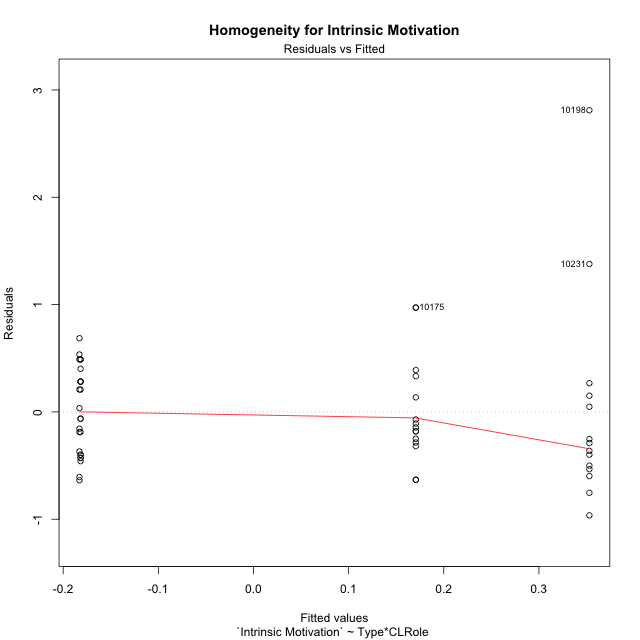 Homogeneity for Intrinsic Motivation
Residuals vs Fitted
3
2
1
0
-1
Residuals
10198
10231
10175
-0.2
-0.1
0.0
0.1
0.2
0.3
Fitted values
`Intrinsic Motivation` ~ Type*CLRole